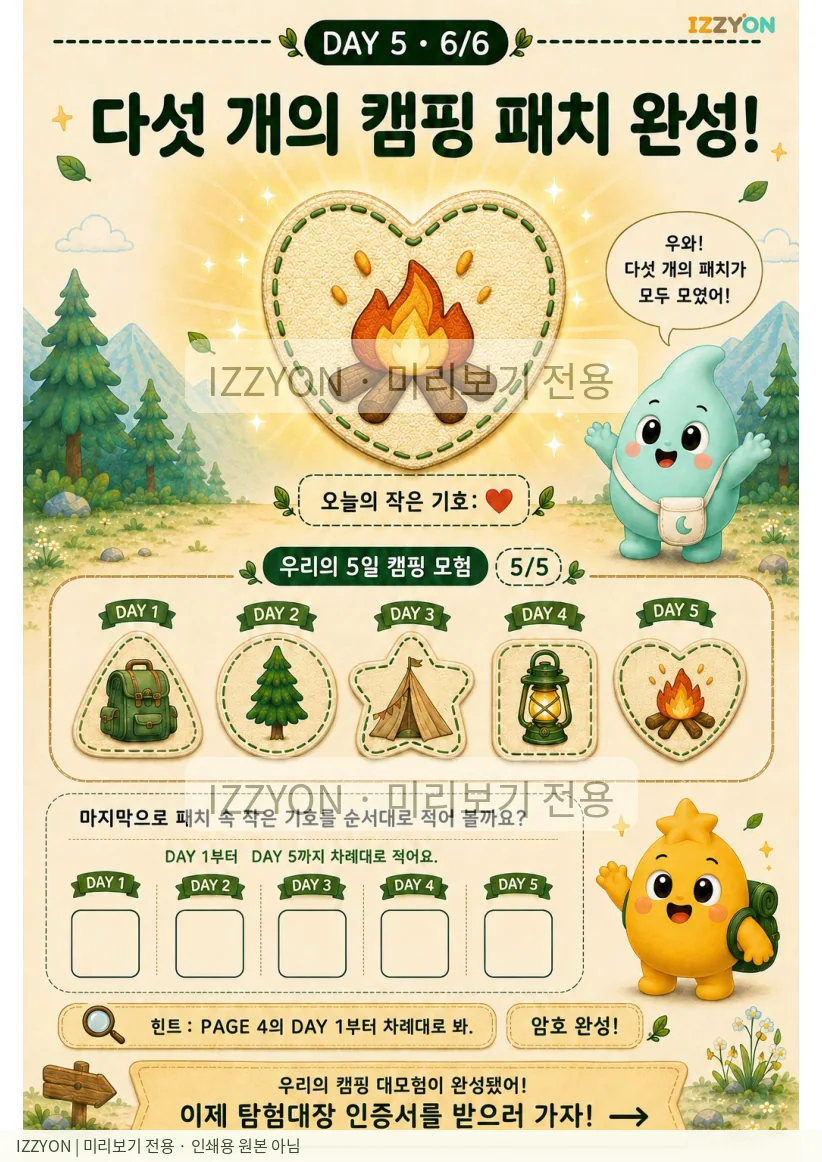 IZZYON
DAY 5 · 6/6
다섯 개의 캠핑 패치 완성!
우와!
다섯 개의 패치가
모두 모였어!
IZZYON · 미리보기 전용
오늘의 작은 기호: ❤
우리의 5일 캠핑 모험 5/5
DAY 1 DAY 2 DAY 3 DAY 4 DAY 5
IZZYON · 미리보기 전용
마지막으로 패치 속 작은 기호를 순서대로 적어 볼까요?
DAY 1부터 DAY 5까지 차례대로 적어요.
DAY 1 DAY 2 DAY 3 DAY 4 DAY 5
힌트 : PAGE 4의 DAY 1부터 차례대로 봐. 암호 완성!
우리의 캠핑 대모험이 완성됐어!
이제 탐험대장 인증서를 받으러 가자! →
IZZYON | 미리보기 전용 · 인쇄용 원본 아님